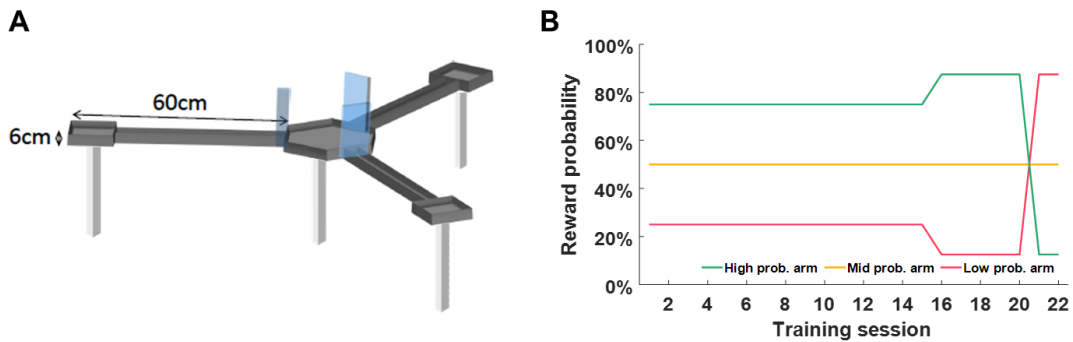 A
60cm
6cm
B
Reward probability
100%
80%
60%
40%
20%
0%
High prob. arm
Mid prob. arm
Low prob. arm
2 4 6 8 10 12 14 16 18 20 22
Training session